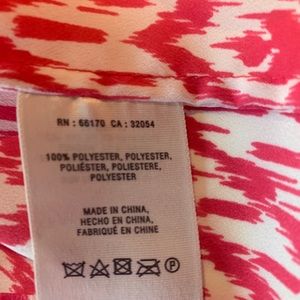 RN : 66170 CA : 32054
100% POLYESTER, POLYESTER,
POLIÉSTER, POLIESTERE,
POLYESTER
MADE IN CHINA,
HECHO EN CHINA,
FABRIQUÉ EN CHINE
P